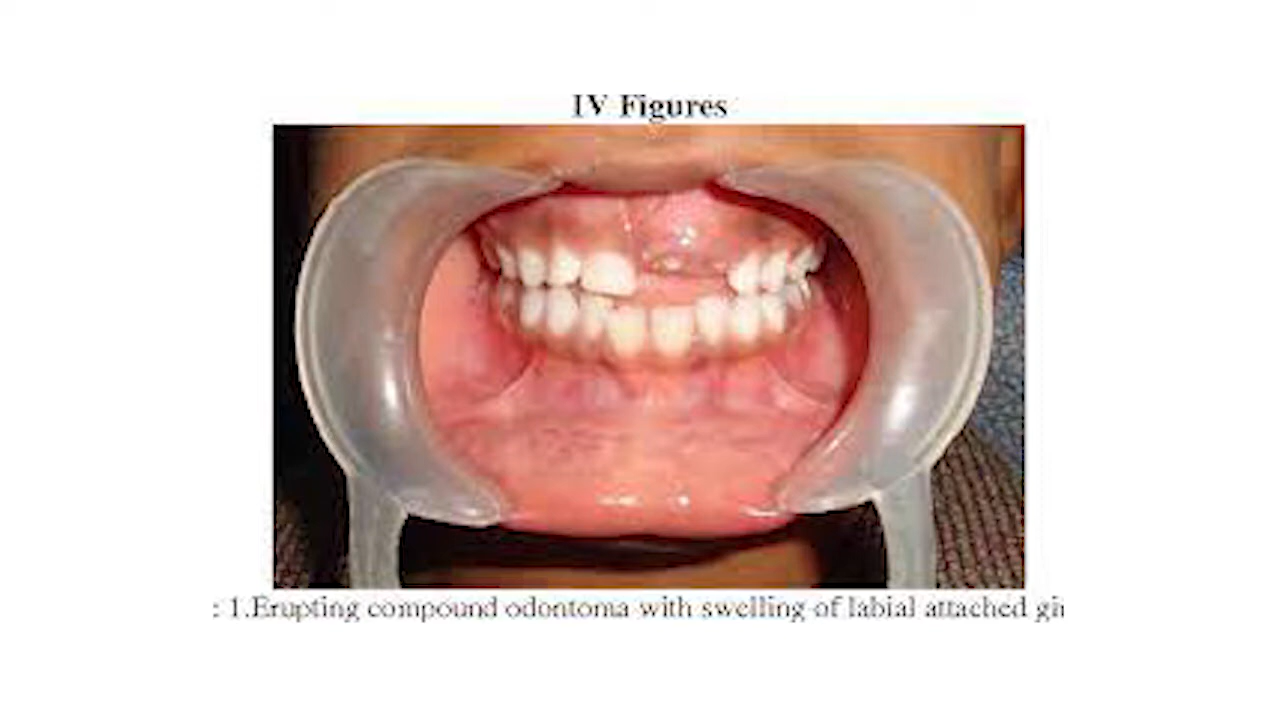 IV Figures
: 1.Erupting compound odontoma with swelling of labial attached